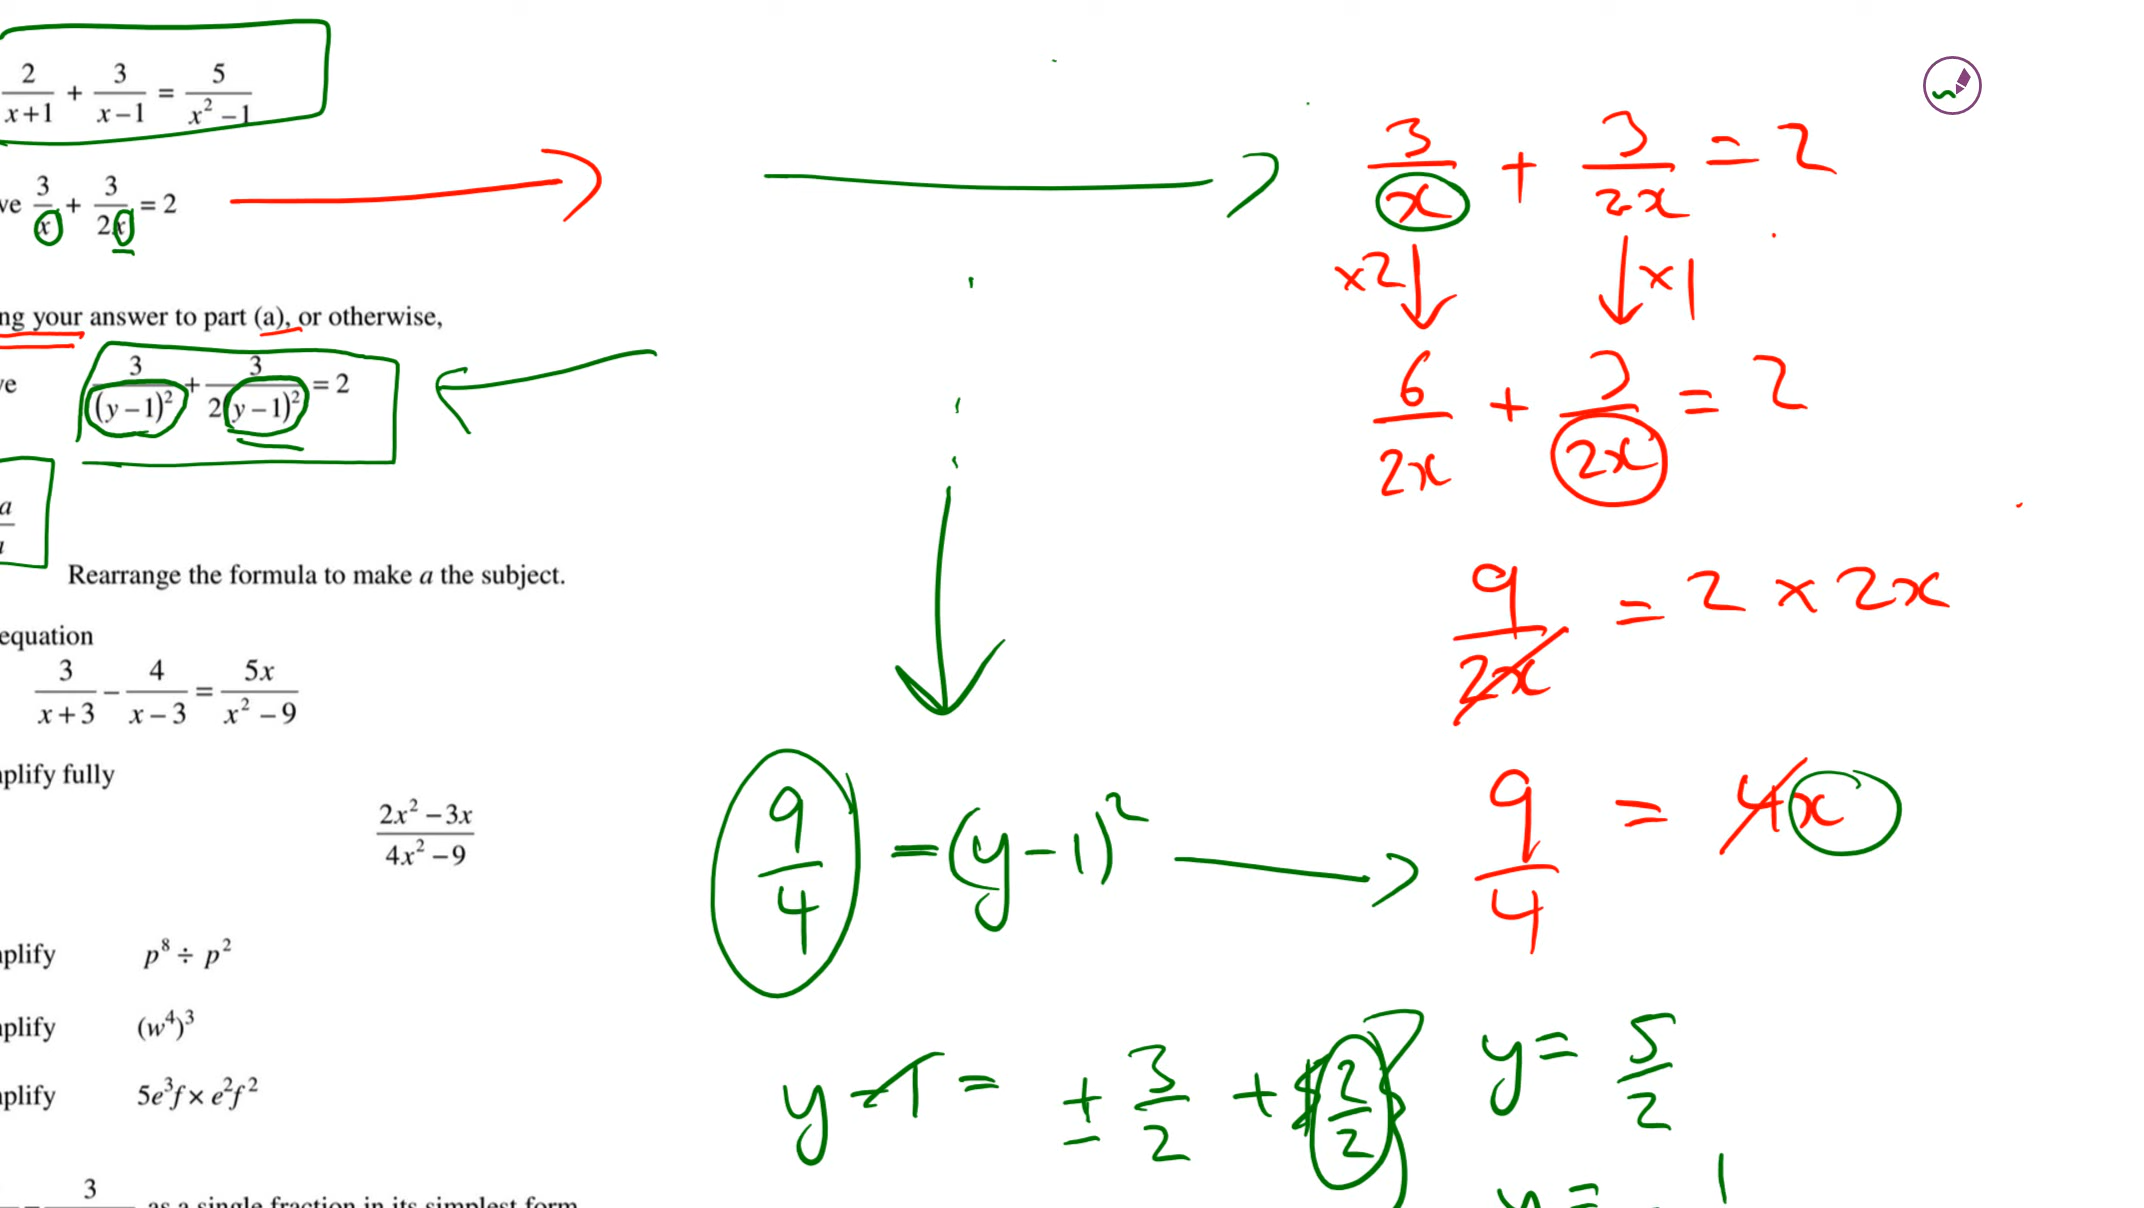 2/(x+1) + 3/(x−1) = 5/(x² −1)
ve 3/x + 3/2x = 2
ng your answer to part (a), or otherwise,
ve 3/(y−1)² + 3/2(y−1)² = 2
a
Rearrange the formula to make a the subject.
equation
3/(x+3) − 4/(x−3) = 5x/(x² −9)
plify fully
(2x² −3x)/(4x² −9)
plify p⁸ ÷ p²
plify (w⁴)³
plify 5e³f × e²f²
3
as a single fraction in its simplest form
3/x + 3/2x = 2
×2 ×1
6/2x + 3/2x = 2
9/2x = 2 × 2x
9/4 = (y−1)²
9/4 = 4x
y −1 = ± 3/2 + 2/2
y = 5/2
y = - 1